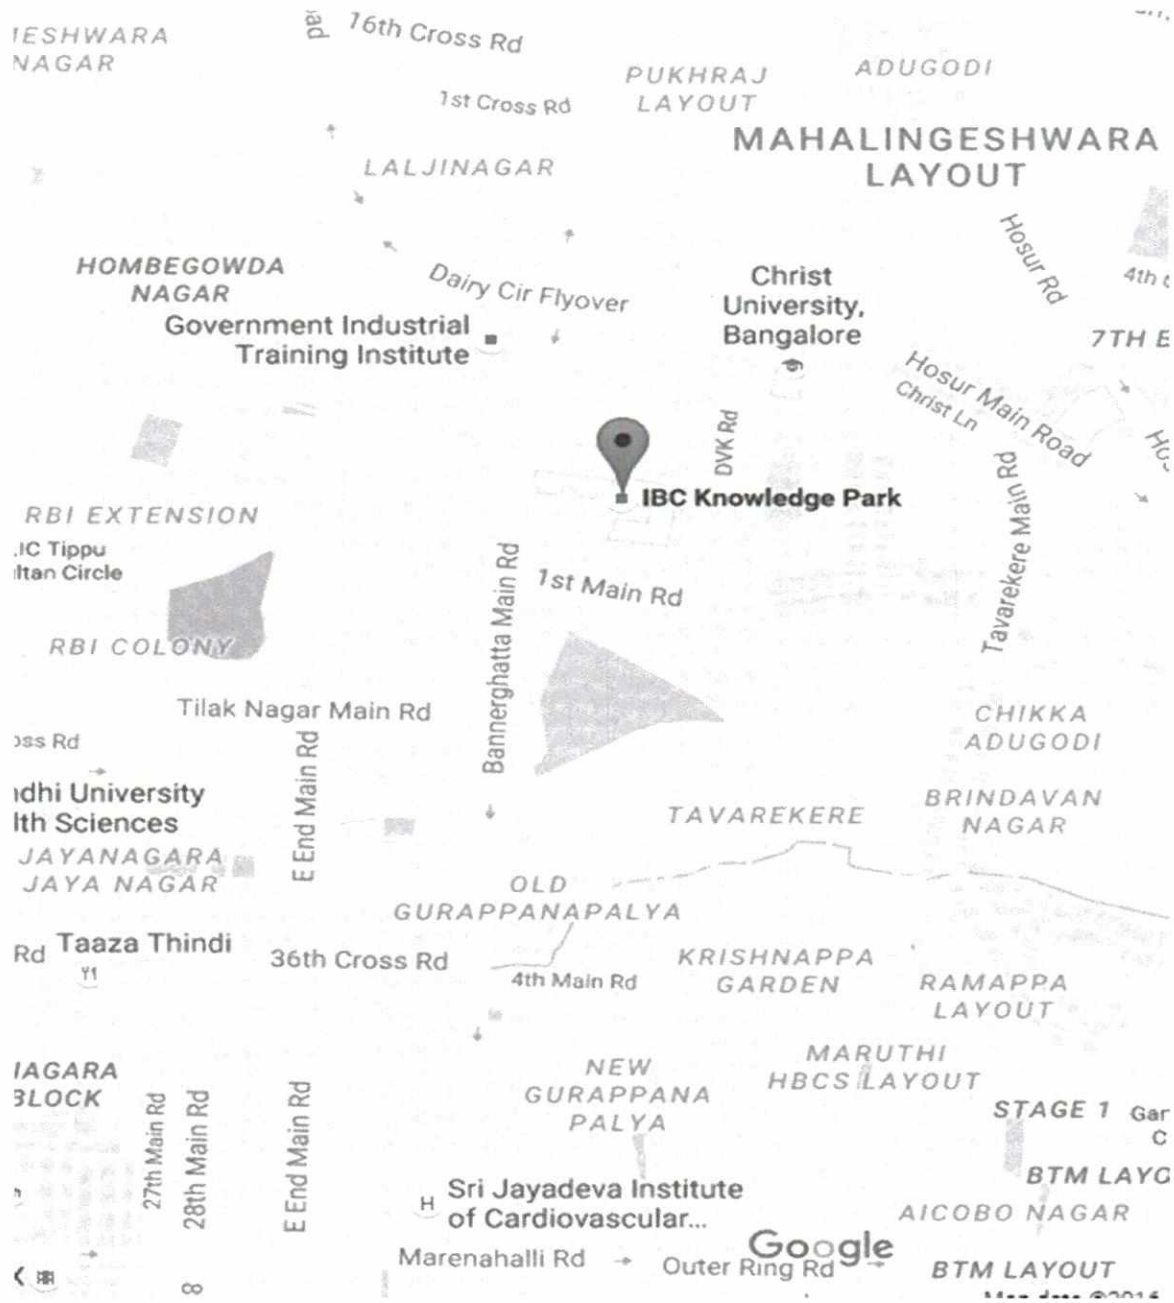 16th Cross Rd
NAGAR
1st Cross Rd
PUKHRAJ
LAYOUT
ADUGODI
MAHALINGESHWARA
LAYOUT
LALJINAGAR
Hosur Rd
HOMBEGOWDA
NAGAR
Dairy Cir Flyover
Christ
University,
Bangalore
4th
7TH E
Government Industrial
Training Institute
Hosur Main Road
Christ Ln
DVK Rd
IBC Knowledge Park
Tavarekere Main Rd
RBI EXTENSION
Tippu
Circle
Bannerghatta Main Rd
1st Main Rd
RBI COLONY
Tilak Nagar Main Rd
Rd
E End Main Rd
CHIKKA
ADUGODI
University
Sciences
JAYANAGARA
JAYA NAGAR
TAVAREKERE
BRINDAVAN
NAGAR
OLD
GURAPPANAPALYA
Rd
Taaza Thindi
36th Cross Rd
4th Main Rd
KRISHNAPPA
GARDEN
RAMAPPA
LAYOUT
NEW
GURAPPANA
PALYA
MARUTHI
HBCS LAYOUT
STAGE 1
Gar
C
27th Main Rd
28th Main Rd
E End Main Rd
BTM LAYO
H
Sri Jayadeva Institute
of Cardiovascular...
AICOBO NAGAR
Marenahalli Rd
Outer Ring Rd
Google
BTM LAYOUT